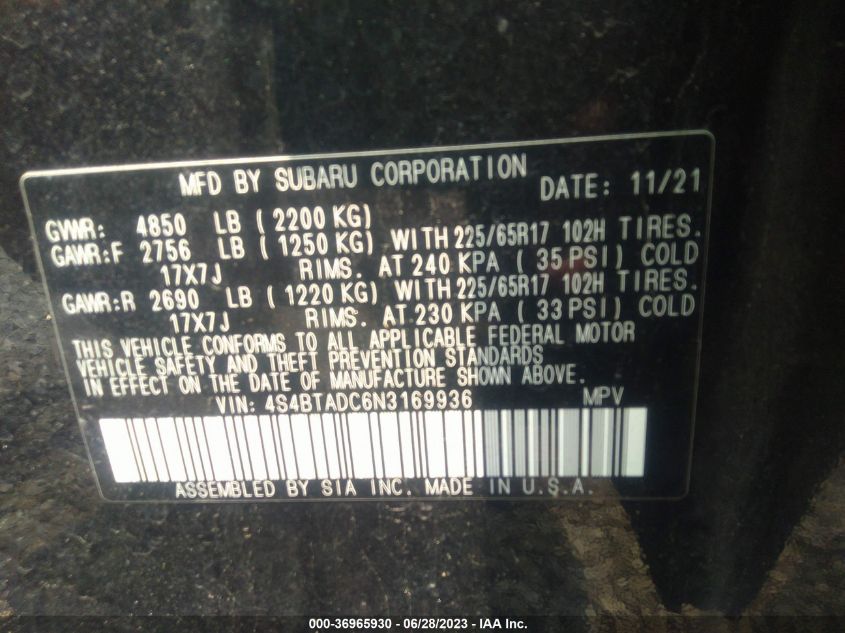 MFD BY SUBARU CORPORATION DATE: 11/21
GVWR: 4850 LB (2200 KG)
GAWR:F 2756 LB (1250 KG) WITH 225/65R17 102H TIRES.
17X7J RIMS. AT 240 KPA (35 PSI) COLD
GAWR:R 2690 LB (1220 KG) WITH 225/65R17 102H TIRES.
17X7J RIMS. AT 230 KPA (33 PSI) COLD
THIS VEHICLE CONFORMS TO ALL APPLICABLE FEDERAL MOTOR
VEHICLE SAFETY AND THEFT PREVENTION STANDARDS
IN EFFECT ON THE DATE OF MANUFACTURE SHOWN ABOVE.
VIN: 4S4BTADC6N3169936 MPV
ASSEMBLED BY SIA INC. MADE IN U.S.A.
000-36965930 - 06/28/2023 - IAA Inc.